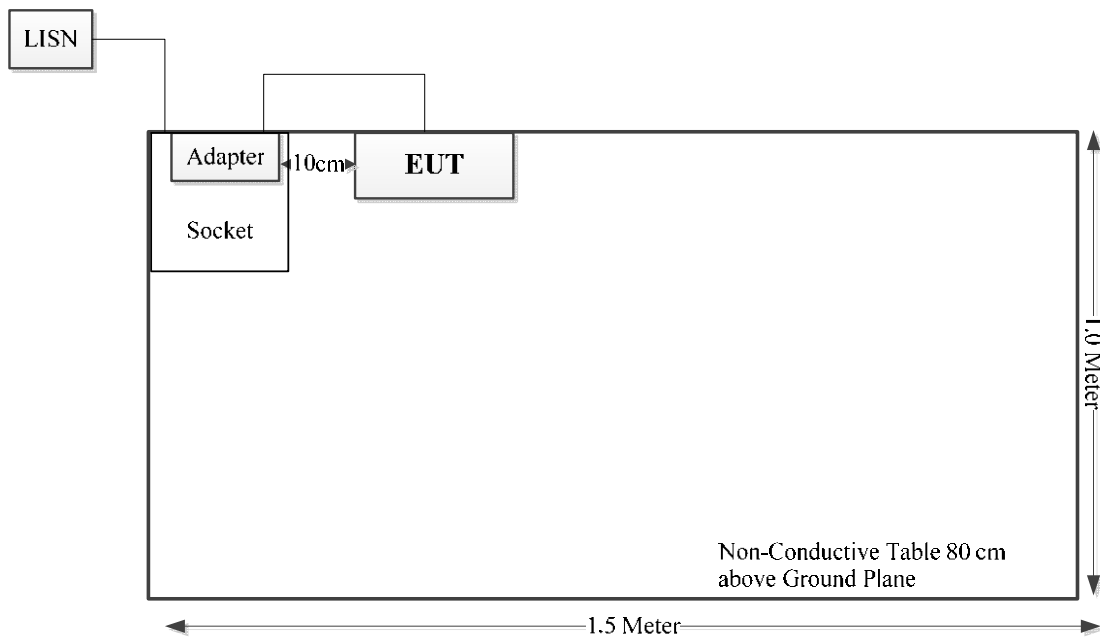 LISN
Adapter
10cm
EUT
Socket
1.0 Meter
Non-Conductive Table 80 cm
above Ground Plane
1.5 Meter